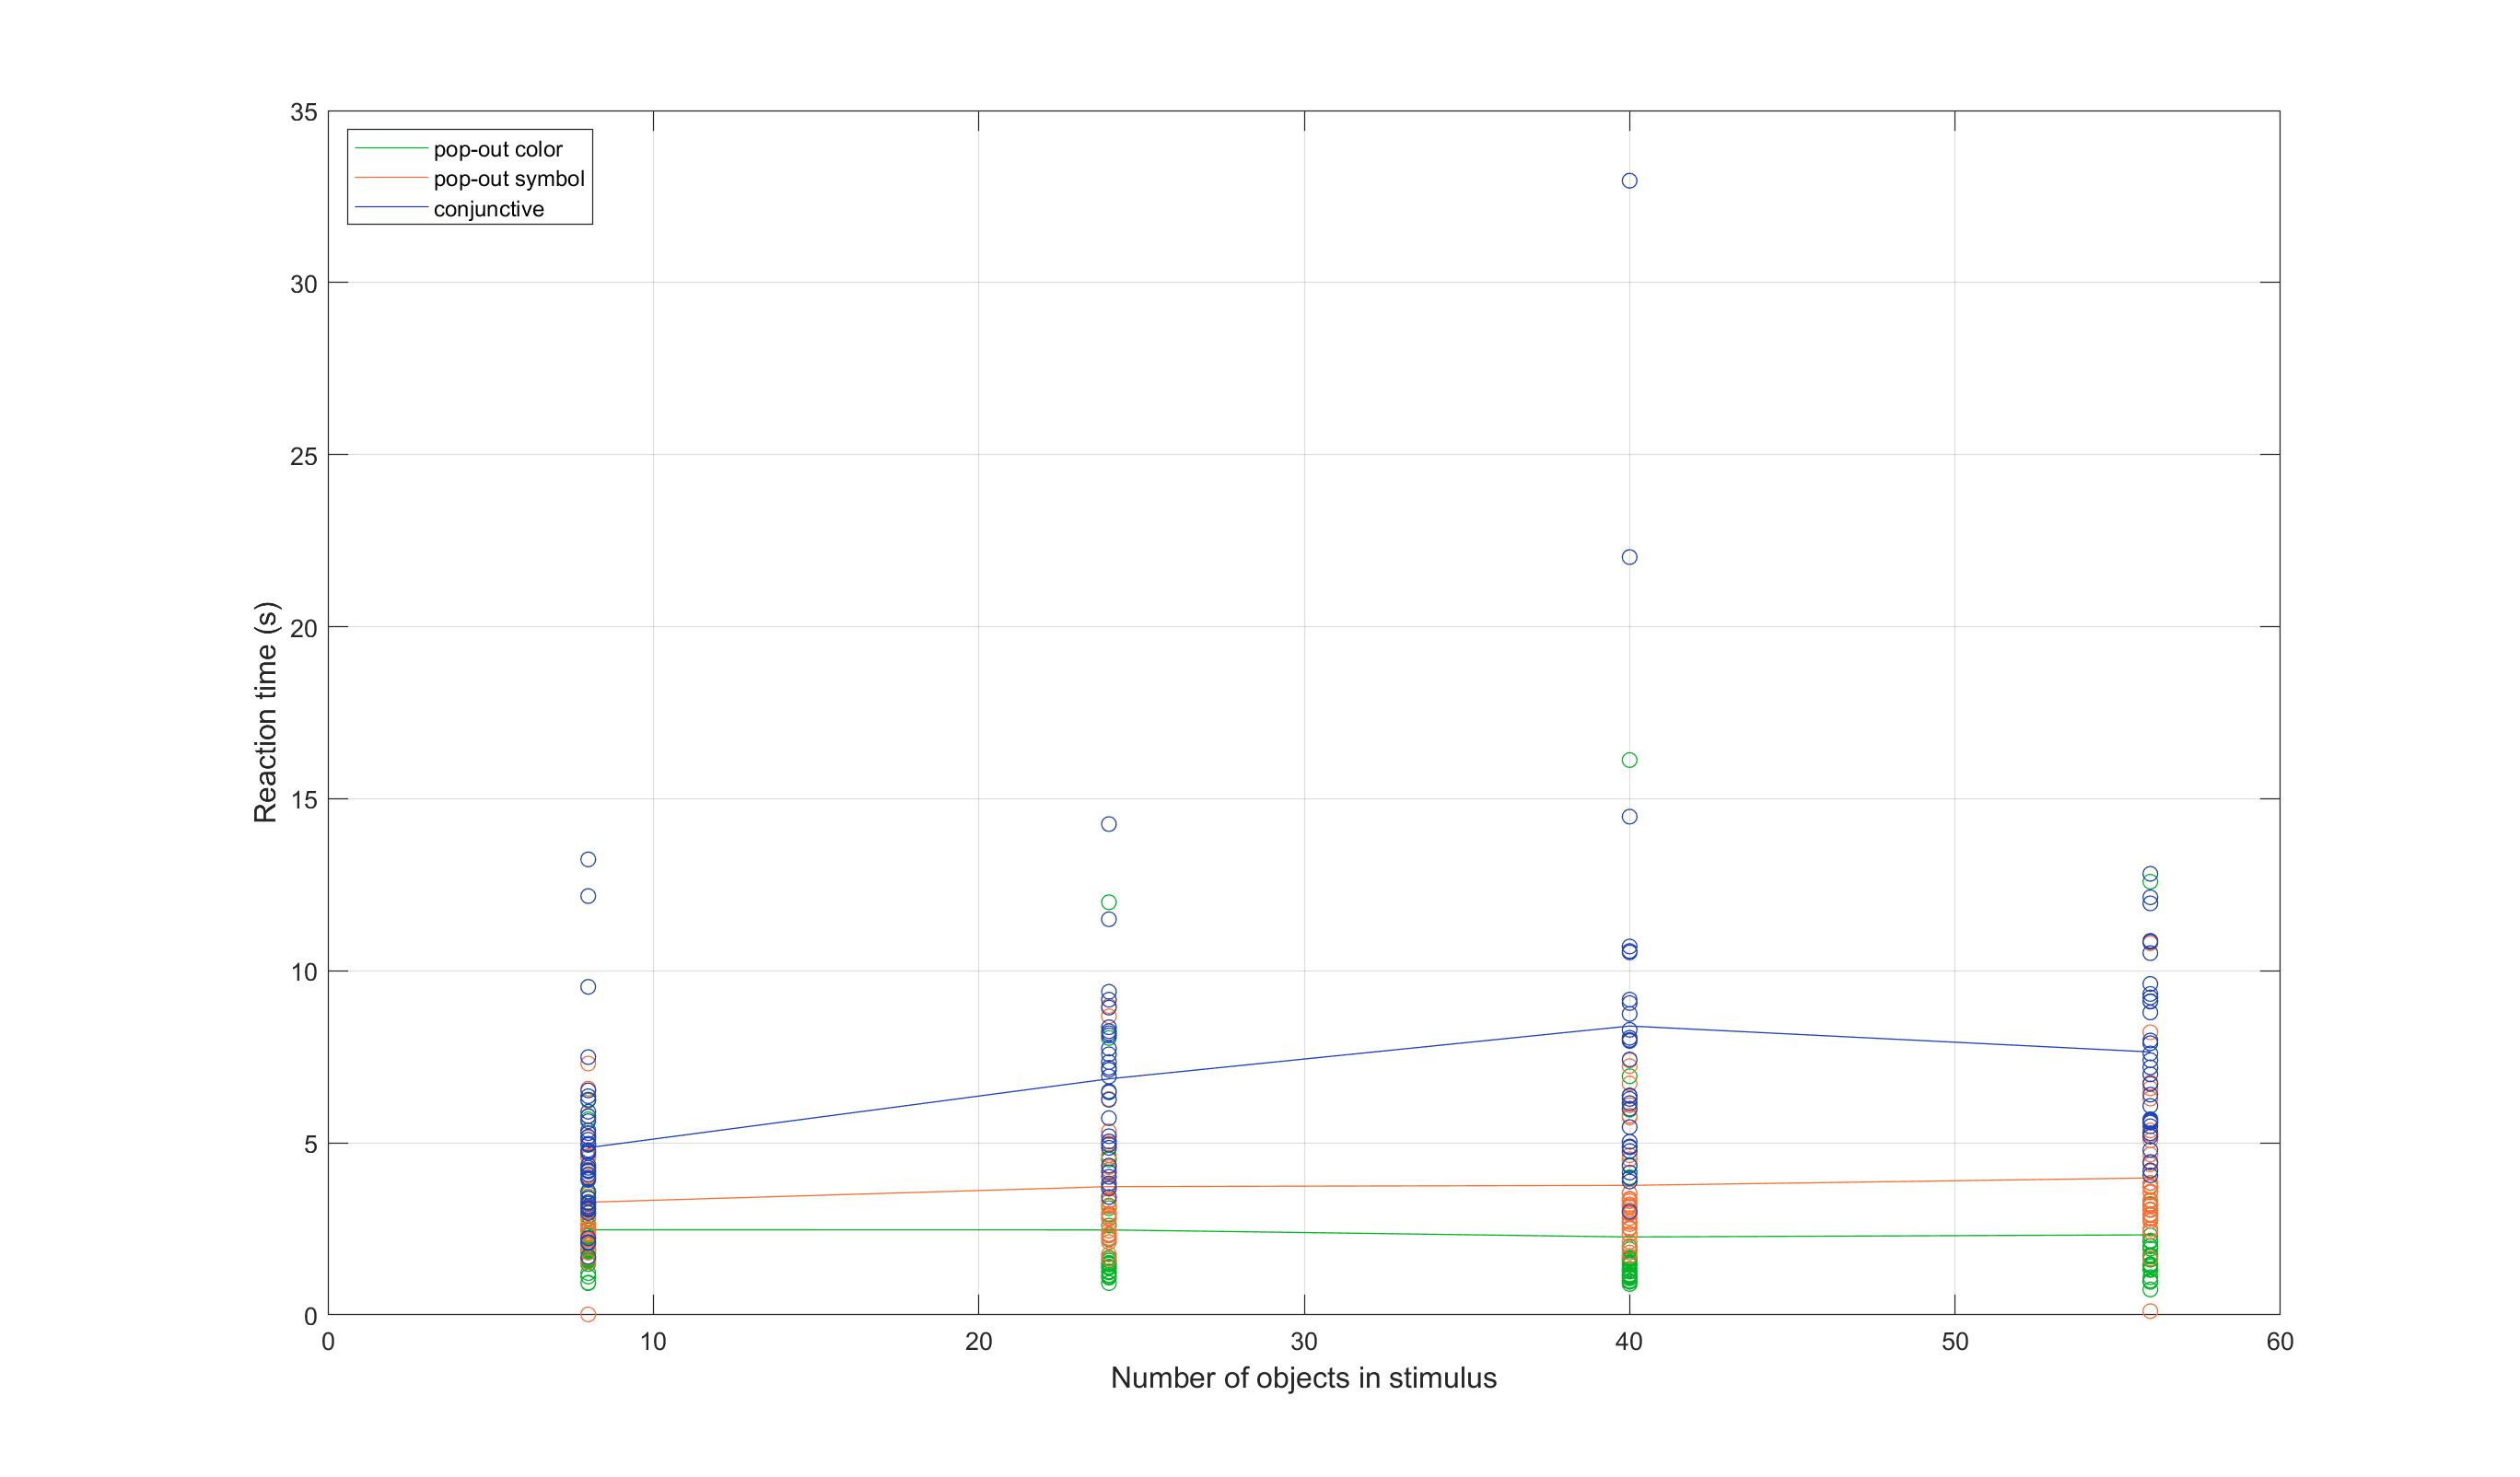 35
30
25
20
15
10
5
0
pop-out color
pop-out symbol
conjunctive
Reaction time (s)
0 10 20 30 40 50 60
Number of objects in stimulus